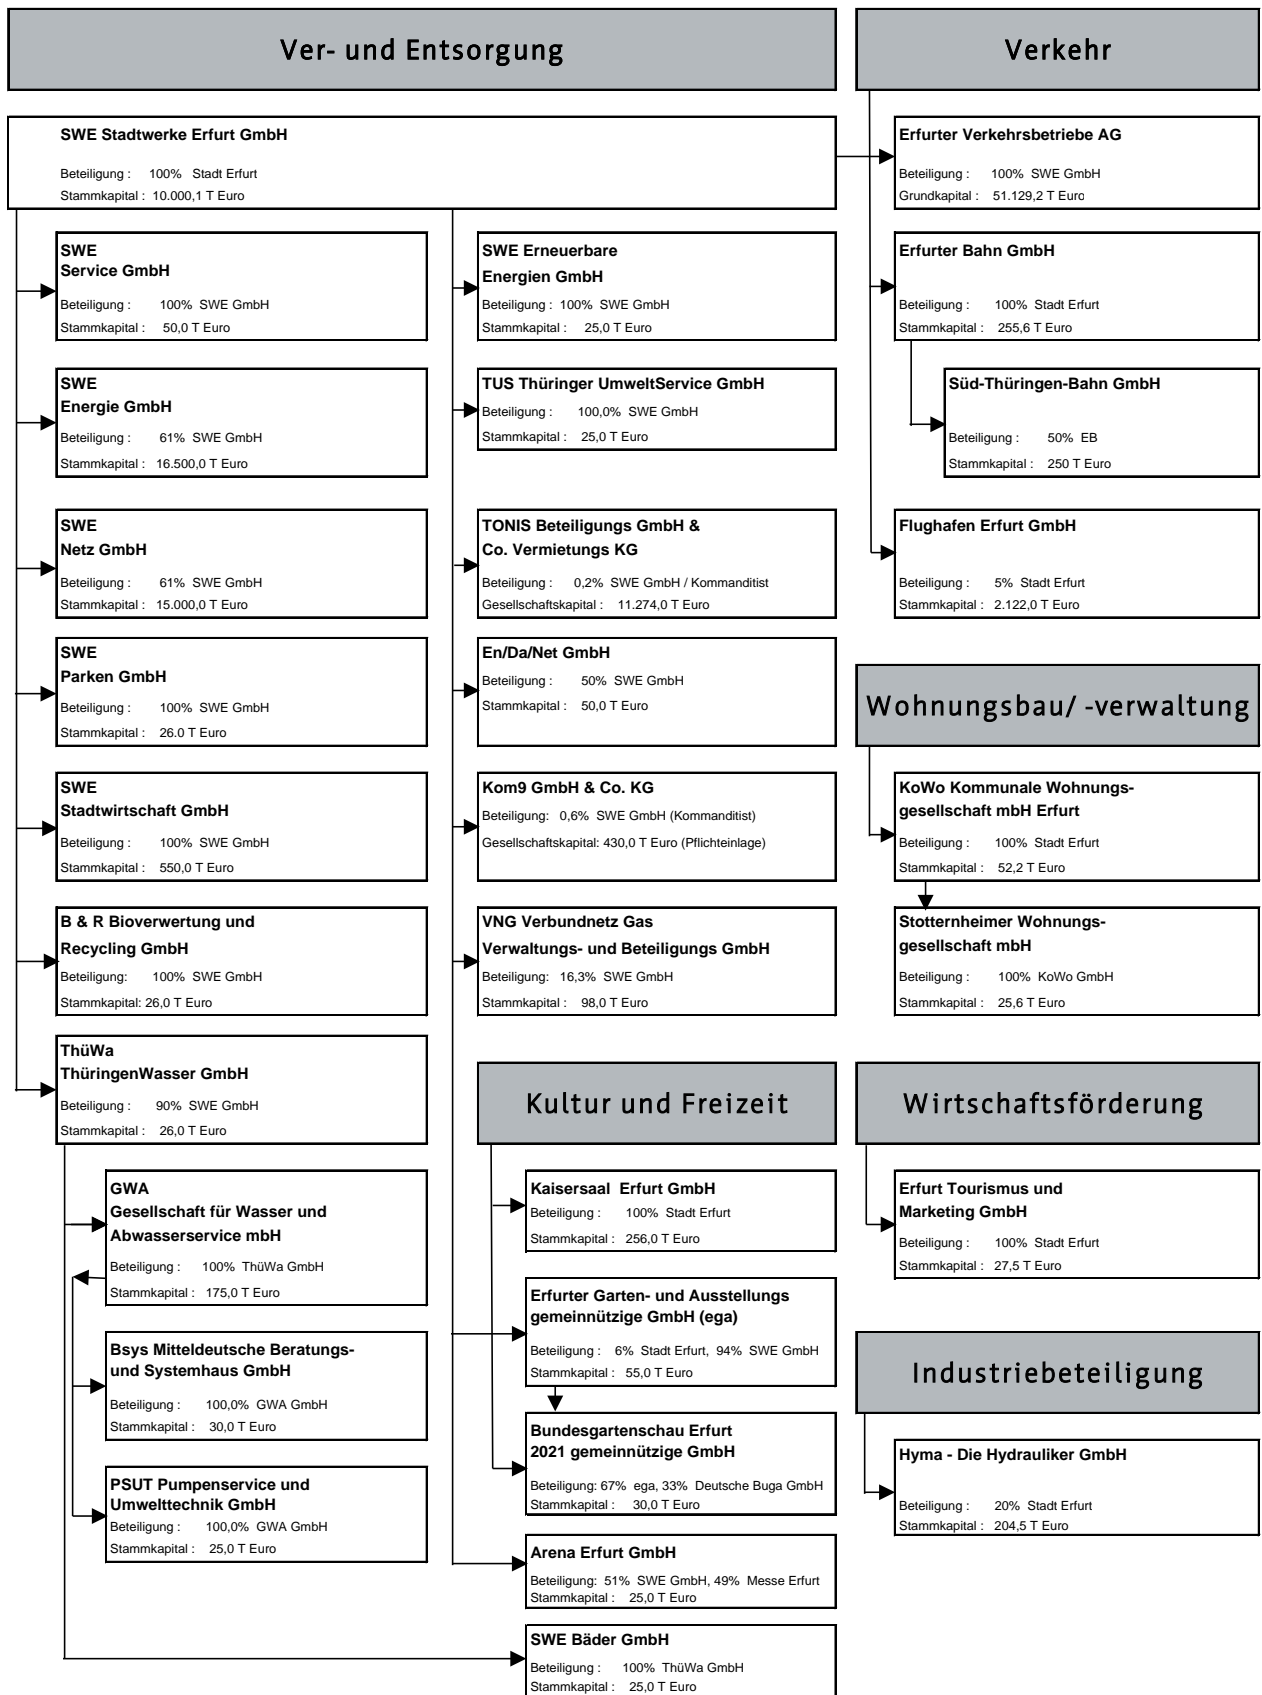 Ver- und Entsorgung
SWE Stadtwerke Erfurt GmbH
Beteiligung : 100% Stadt Erfurt
Stammkapital : 10.000,1 T Euro
SWE
Service GmbH
Beteiligung : 100% SWE GmbH
Stammkapital : 50,0 T Euro
SWE
Energie GmbH
Beteiligung : 61% SWE GmbH
Stammkapital : 16.500,0 T Euro
SWE
Netz GmbH
Beteiligung : 61% SWE GmbH
Stammkapital : 15.000,0 T Euro
SWE
Parken GmbH
Beteiligung : 100% SWE GmbH
Stammkapital : 26.0 T Euro
SWE
Stadtwirtschaft GmbH
Beteiligung : 100% SWE GmbH
Stammkapital : 550,0 T Euro
B & R Bioverwertung und
Recycling GmbH
Beteiligung: 100% SWE GmbH
Stammkapital: 26,0 T Euro
ThüWa
ThüringenWasser GmbH
Beteiligung : 90% SWE GmbH
Stammkapital : 26,0 T Euro
GWA
Gesellschaft für Wasser und
Abwasserservice mbH
Beteiligung : 100% ThüWa GmbH
Stammkapital : 175,0 T Euro
Bsys Mitteldeutsche Beratungs-
und Systemhaus GmbH
Beteiligung : 100,0% GWA GmbH
Stammkapital : 30,0 T Euro
PSUT Pumpenservice und
Umwelttechnik GmbH
Beteiligung : 100,0% GWA GmbH
Stammkapital : 25,0 T Euro
SWE Erneuerbare
Energien GmbH
Beteiligung : 100% SWE GmbH
Stammkapital : 25,0 T Euro
TUS Thüringer UmweltService GmbH
Beteiligung : 100,0% SWE GmbH
Stammkapital : 25,0 T Euro
TONIS Beteiligungs GmbH &
Co. Vermietungs KG
Beteiligung : 0,2% SWE GmbH / Kommanditist
Gesellschaftskapital : 11.274,0 T Euro
En/Da/Net GmbH
Beteiligung : 50% SWE GmbH
Stammkapital : 50,0 T Euro
Kom9 GmbH & Co. KG
Beteiligung: 0,6% SWE GmbH (Kommanditist)
Gesellschaftskapital: 430,0 T Euro (Pflichteinlage)
VNG Verbundnetz Gas
Verwaltungs- und Beteiligungs GmbH
Beteiligung: 16,3% SWE GmbH
Stammkapital : 98,0 T Euro
Kultur und Freizeit
Kaisersaal Erfurt GmbH
Beteiligung : 100% Stadt Erfurt
Stammkapital : 256,0 T Euro
Erfurter Garten- und Ausstellungs
gemeinnützige GmbH (ega)
Beteiligung : 6% Stadt Erfurt, 94% SWE GmbH
Stammkapital : 55,0 T Euro
Bundesgartenschau Erfurt
2021 gemeinnützige GmbH
Beteiligung: 67% ega, 33% Deutsche Buga GmbH
Stammkapital : 30,0 T Euro
Arena Erfurt GmbH
Beteiligung: 51% SWE GmbH, 49% Messe Erfurt
Stammkapital : 25,0 T Euro
SWE Bäder GmbH
Beteiligung : 100% ThüWa GmbH
Stammkapital : 25,0 T Euro
Verkehr
Erfurter Verkehrsbetriebe AG
Beteiligung : 100% SWE GmbH
Grundkapital : 51.129,2 T Euro
Erfurter Bahn GmbH
Beteiligung : 100% Stadt Erfurt
Stammkapital : 255,6 T Euro
Süd-Thüringen-Bahn GmbH
Beteiligung : 50% EB
Stammkapital : 250 T Euro
Flughafen Erfurt GmbH
Beteiligung : 5% Stadt Erfurt
Stammkapital : 2.122,0 T Euro
Wohnungsbau/ -verwaltung
KoWo Kommunale Wohnungs-
gesellschaft mbH Erfurt
Beteiligung : 100% Stadt Erfurt
Stammkapital : 52,2 T Euro
Stotternheimer Wohnungs-
gesellschaft mbH
Beteiligung : 100% KoWo GmbH
Stammkapital : 25,6 T Euro
Wirtschaftsförderung
Erfurt Tourismus und
Marketing GmbH
Beteiligung : 100% Stadt Erfurt
Stammkapital : 27,5 T Euro
Industriebeteiligung
Hyma - Die Hydrauliker GmbH
Beteiligung : 20% Stadt Erfurt
Stammkapital : 204,5 T Euro